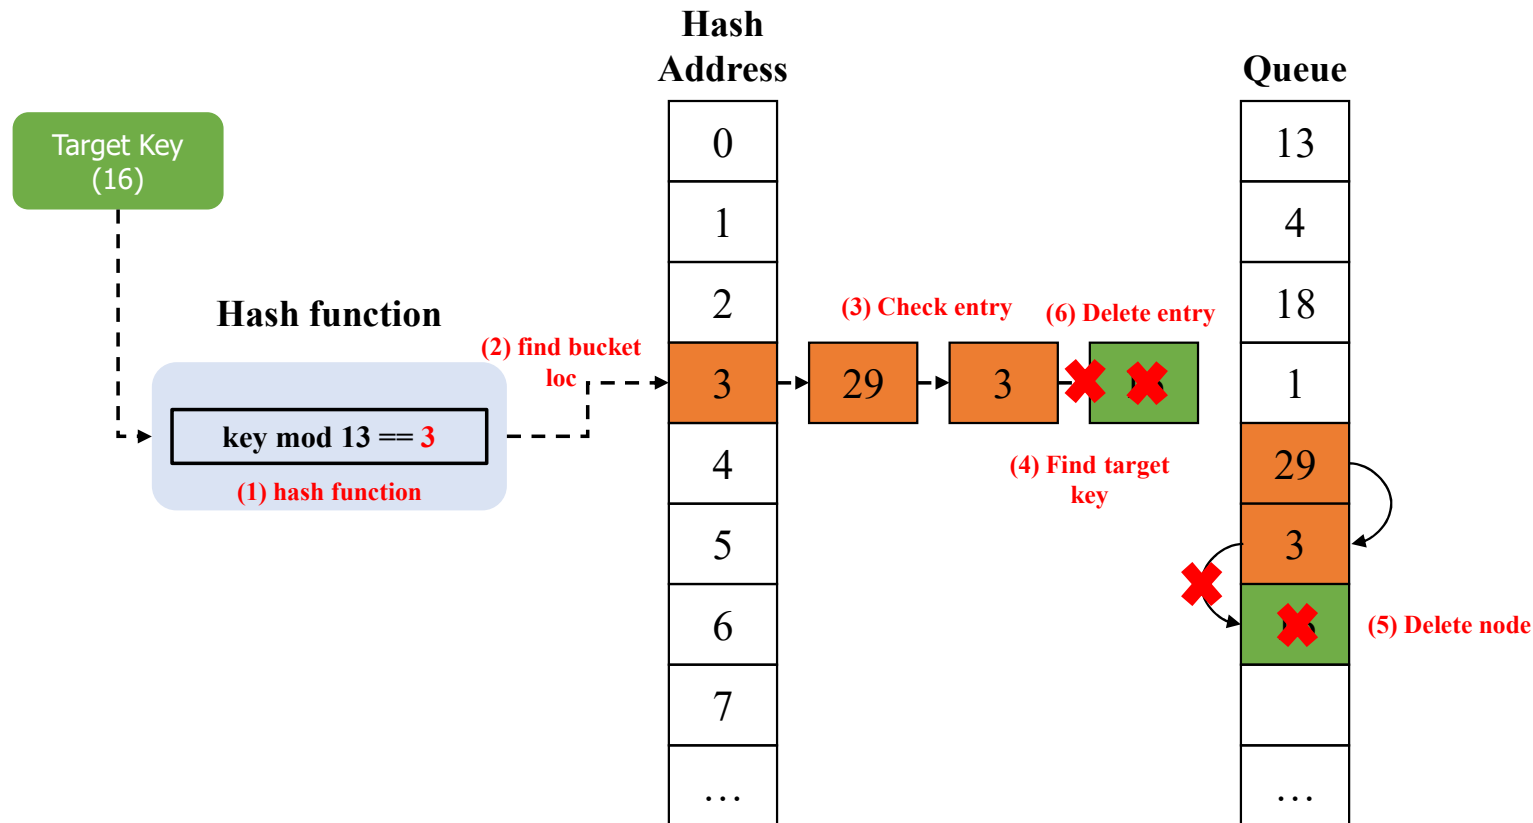 Hash
Address
Queue
Target Key
(16)
Hash function
key mod 13 == 3
(1) hash function
(2) find bucket
loc
0
1
2
3
4
5
6
7
...
(3) Check entry
29
3
(6) Delete entry
(4) Find target
key
13
4
18
1
29
3
(5) Delete node
...